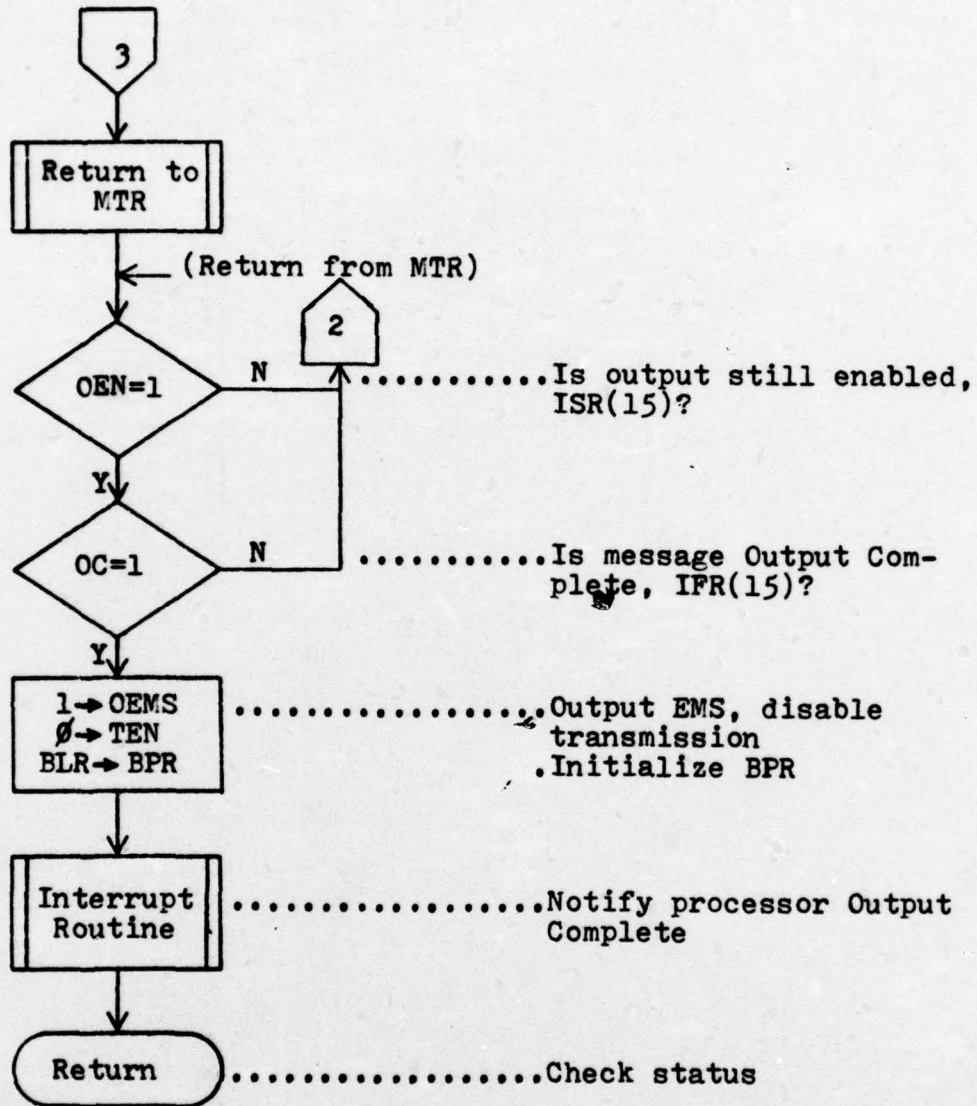 3
Return to
MTR
(Return from MTR)
2
OEN=1
N
...........Is output still enabled,
ISR(15)?
Y
OC=1
N
...........Is message Output Com-
plete, IFR(15)?
Y
1→OEMS
Ø→TEN
BLR→BPR
..................Output EMS, disable
transmission
.Initialize BPR
Interrupt
Routine
..................Notify processor Output
Complete
Return
..................Check status